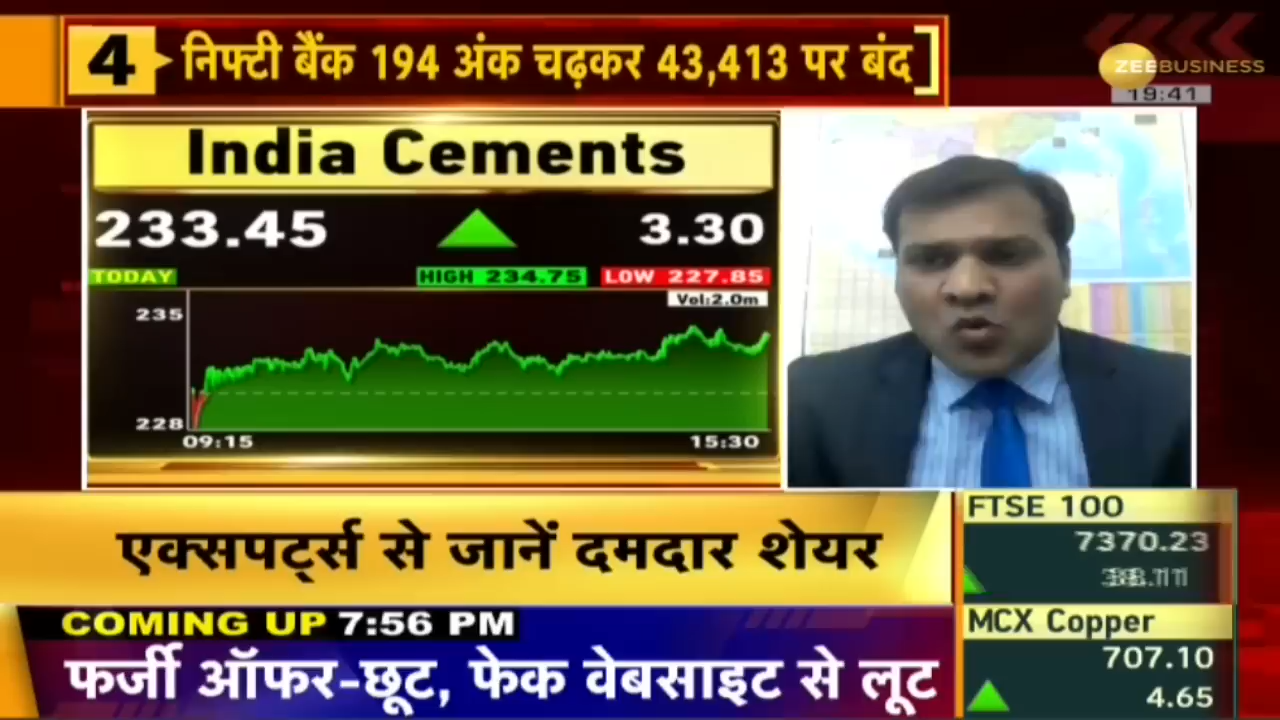 4
निफ्टी बैंक 194 अंक चढ़कर 43,413 पर बंद
ZEEBUSINESS
19:41
India Cements
233.45 3.30
TODAY HIGH 234.75 LOW 227.85
Vol:2.0m
235
228
09:15 15:30
एक्सपर्ट्स से जानें दमदार शेयर
FTSE 100
7370.23
COMING UP 7:56 PM
फर्जी ऑफर-छूट, फेक वेबसाइट से लूट
MCX Copper
707.10
4.65